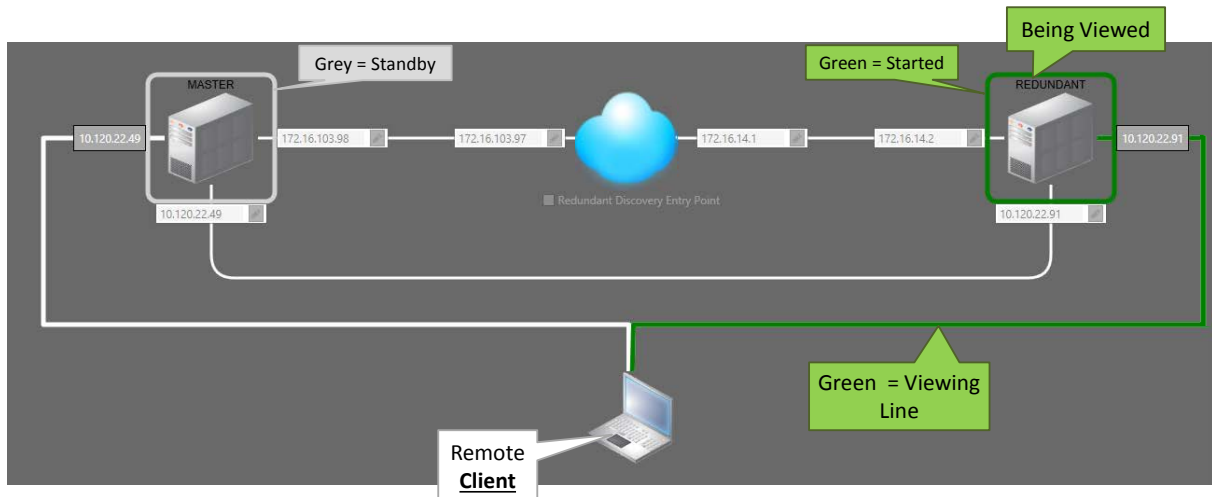 Being Viewed
Grey = Standby
Green = Started
MASTER
REDUNDANT
10.120.22.49
172.16.103.98
172.16.103.97
172.16.14.1
172.16.14.2
10.120.22.91
Redundant Discovery Entry Point
10.120.22.49
10.120.22.91
Green = Viewing
Line
Remote
Client